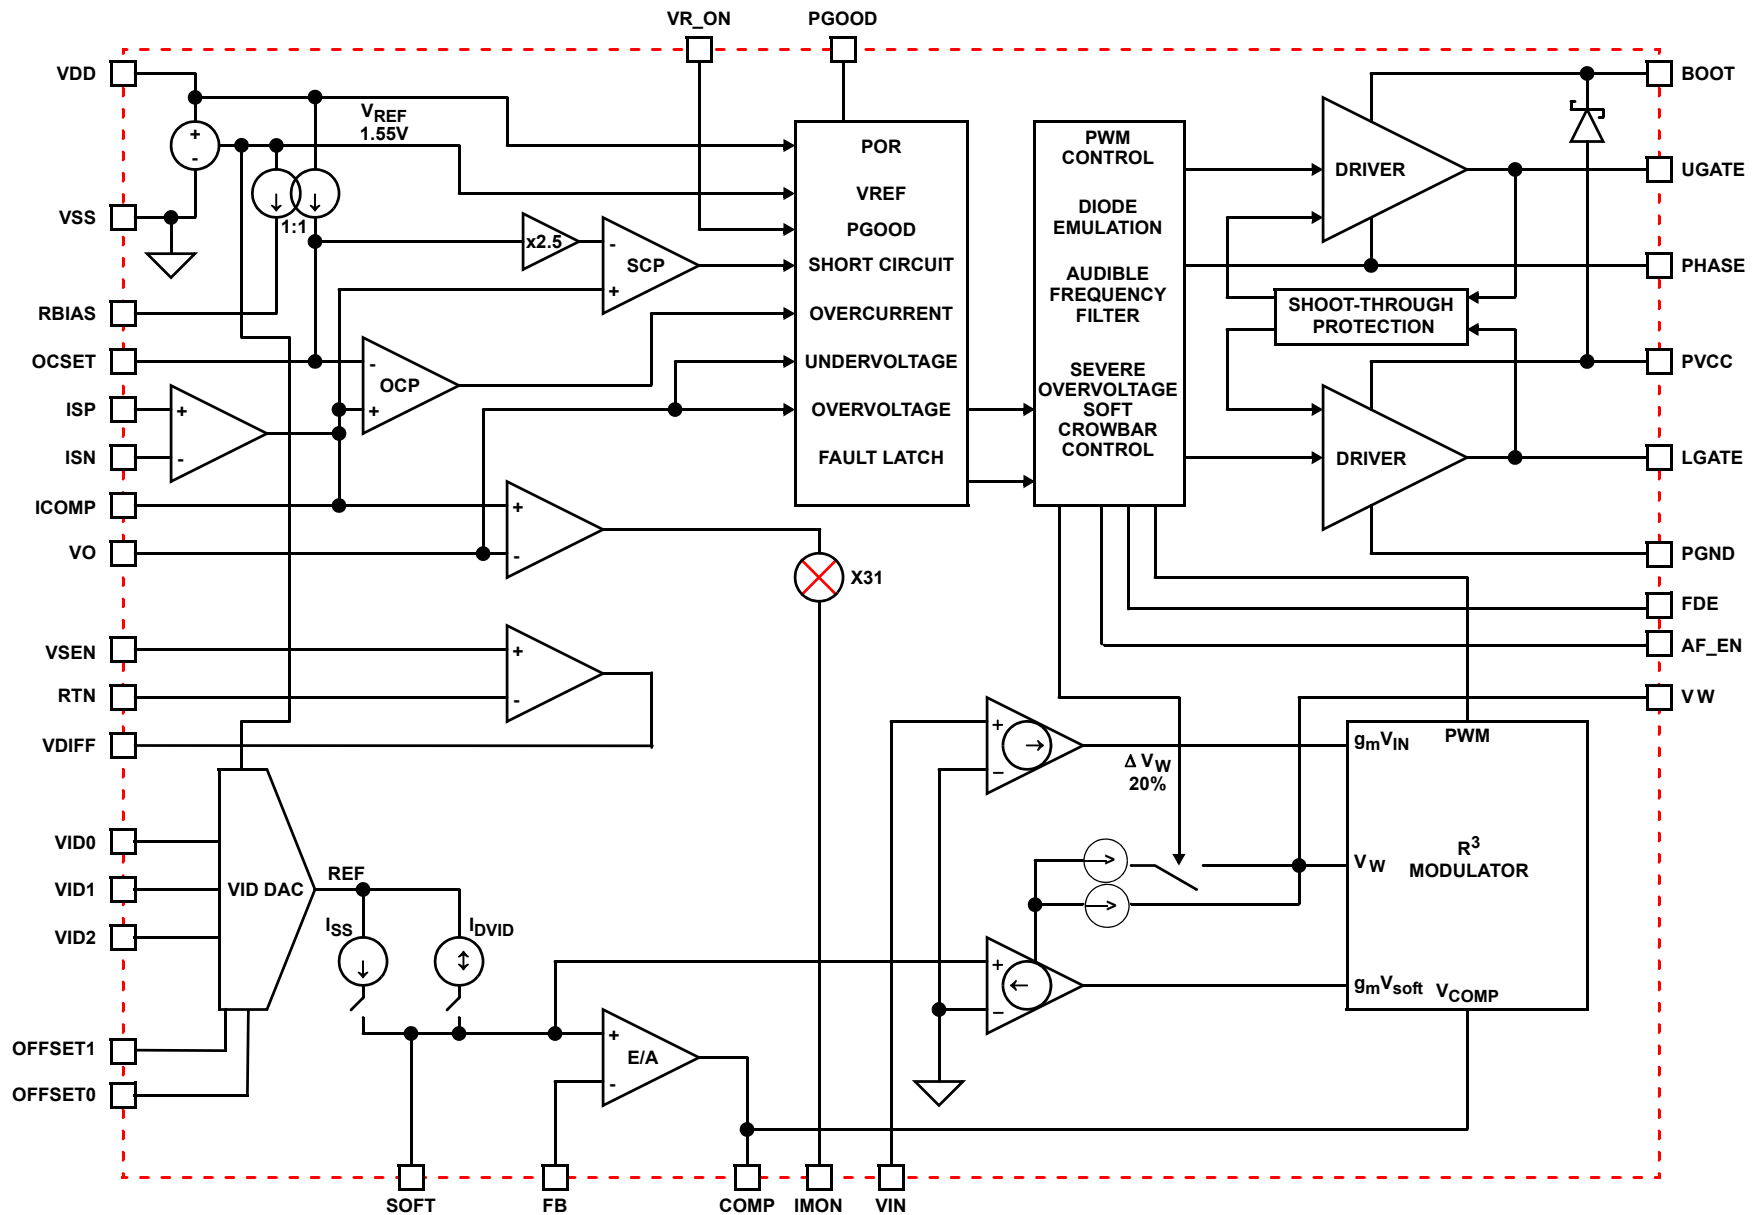 VR_ON
PGOOD
VDD
VSS
RBIAS
OCSET
ISP
ISN
ICOMP
VO
VSEN
RTN
VDIFF
VID0
VID1
VID2
OFFSET1
OFFSET0
+
-
VREF
1.55V
1:1
x2.5
-
SCP
+
-
OCP
+
+
-
+
-
X31
+
-
VID DAC
REF
ISS
IDVID
+
E/A
-
POR
VREF
PGOOD
SHORT CIRCUIT
OVERCURRENT
UNDERVOLTAGE
OVERVOLTAGE
FAULT LATCH
PWM
CONTROL
DIODE
EMULATION
AUDIBLE
FREQUENCY
FILTER
SEVERE
OVERVOLTAGE
SOFT
CROWBAR
CONTROL
DRIVER
SHOOT-THROUGH
PROTECTION
DRIVER
+
−
Δ VW
20%
+
−
gmVIN
PWM
VW
R3
MODULATOR
gmVsoft
VCOMP
BOOT
UGATE
PHASE
PVCC
LGATE
PGND
FDE
AF_EN
VW
SOFT
FB
COMP
IMON
VIN